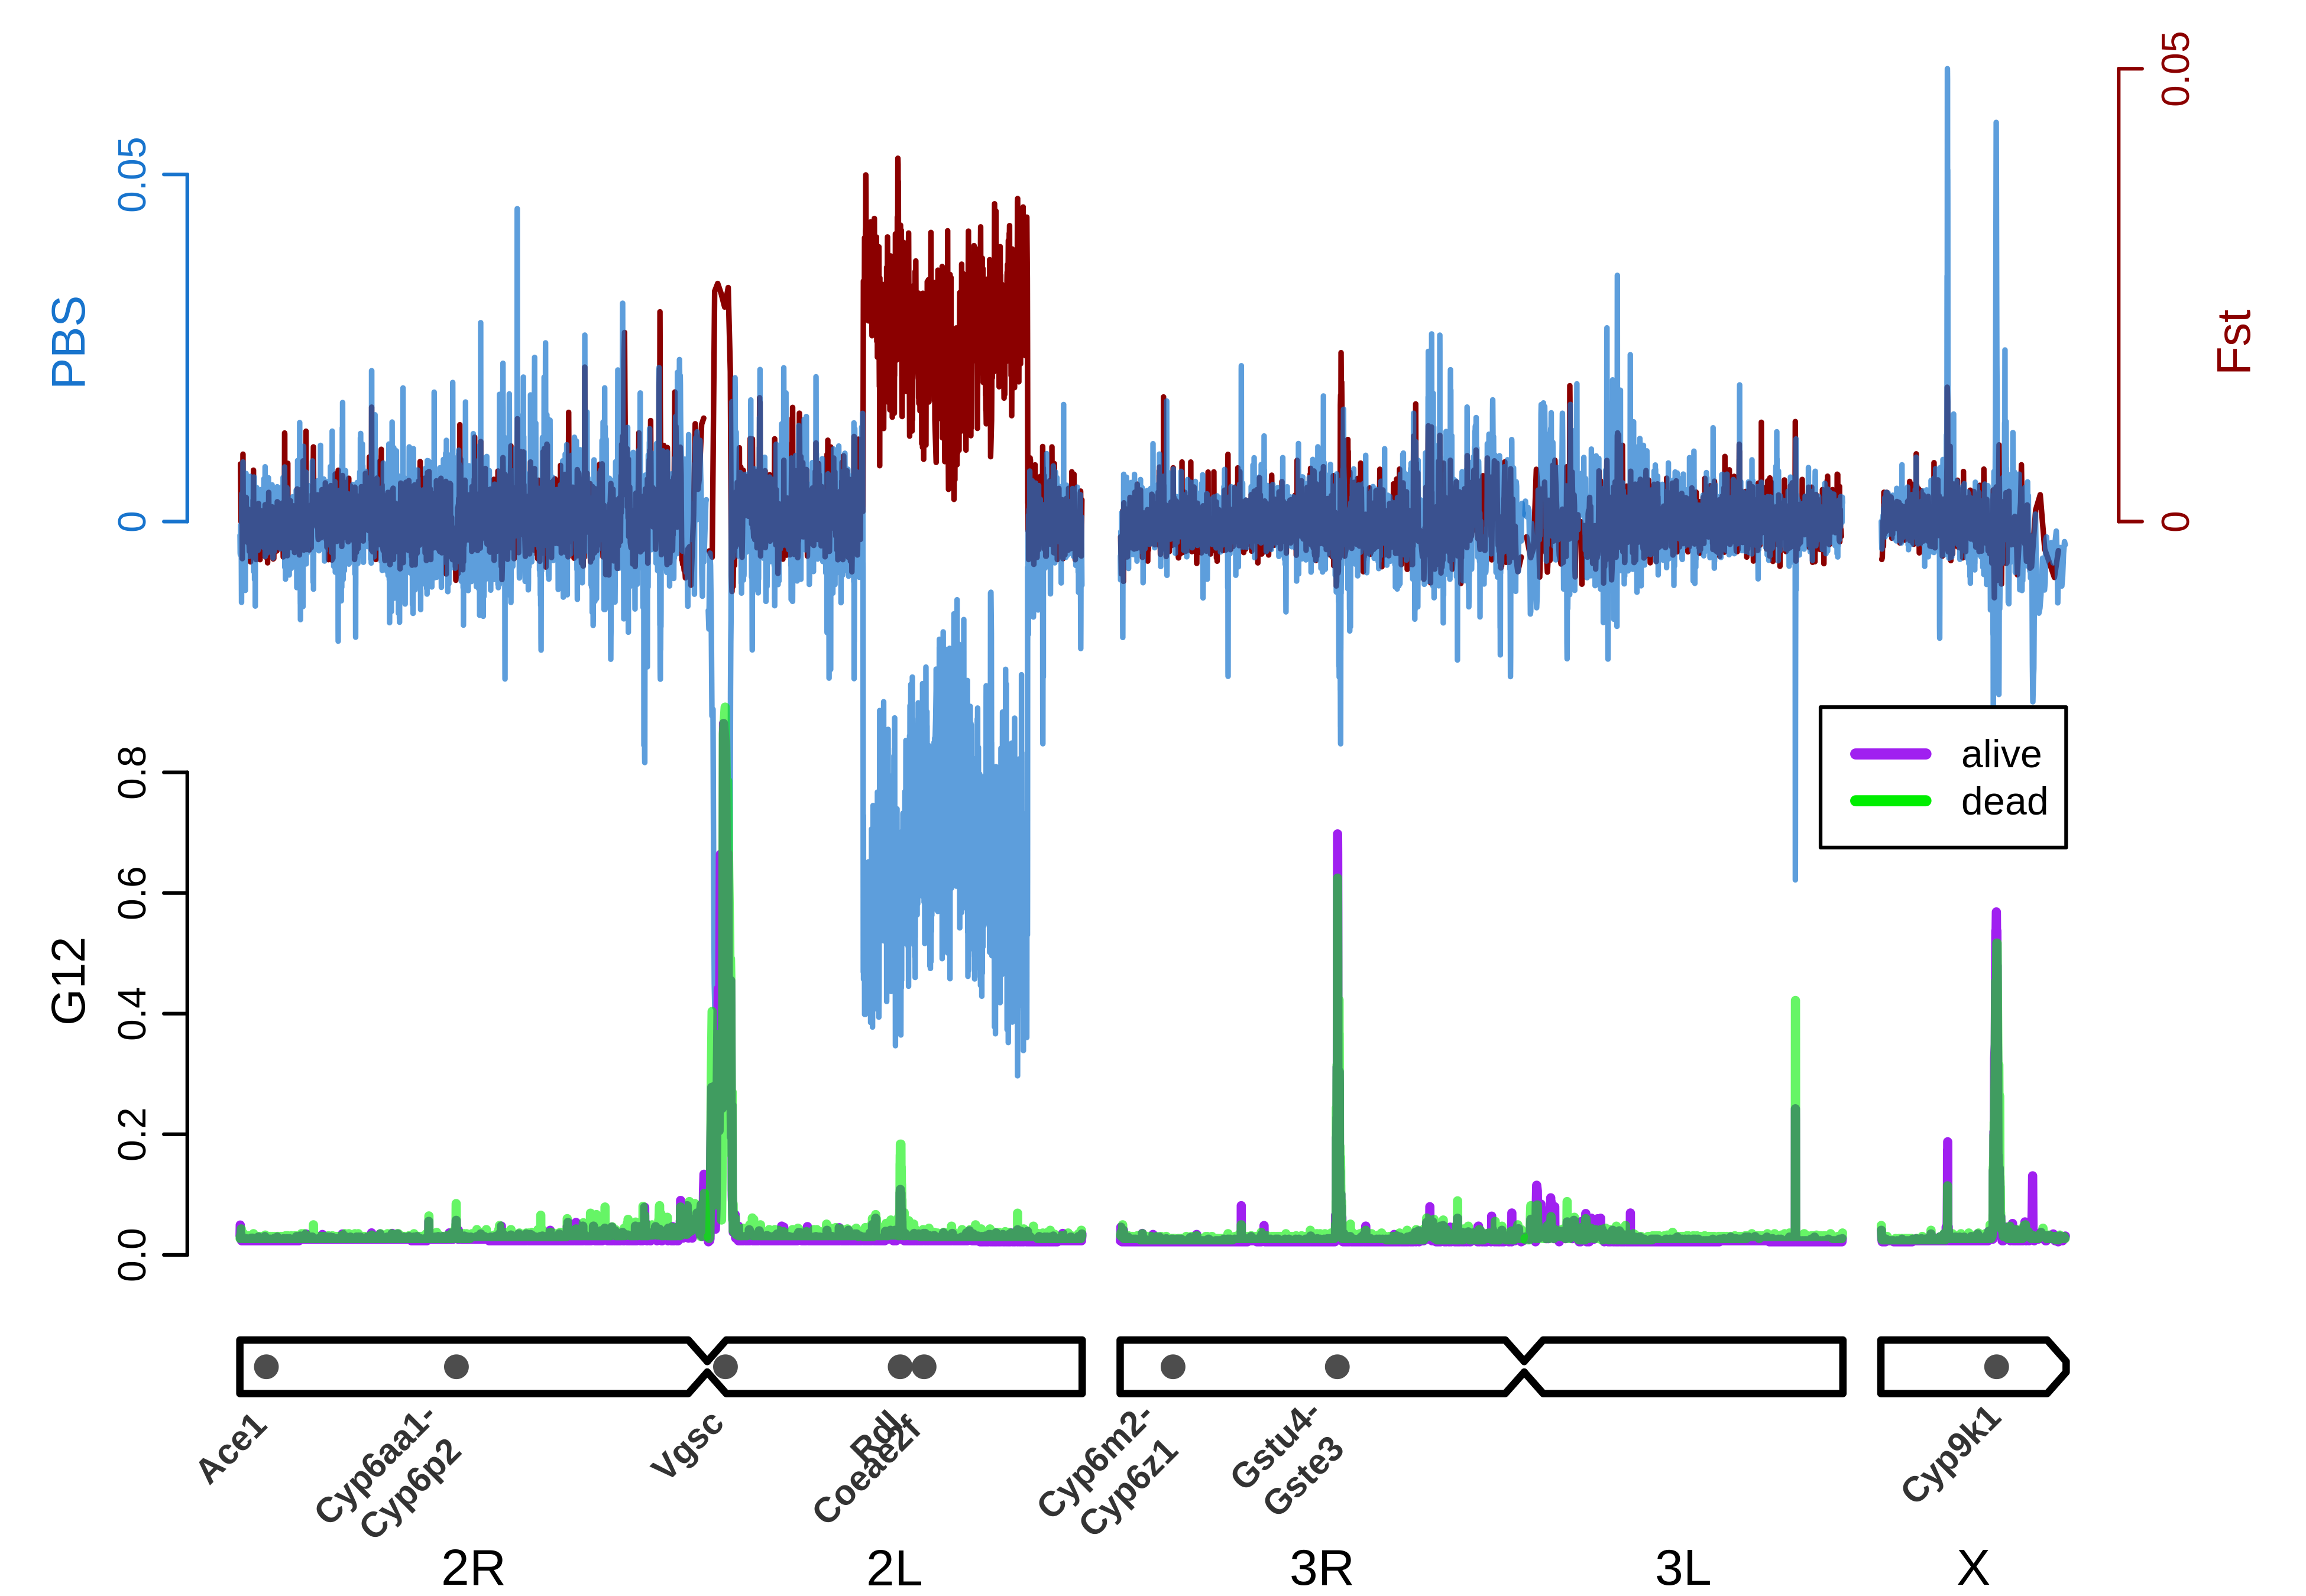 0.05
0.05
PBS
Fst
0
0
alive
dead
G12
0.8
0.6
0.4
0.2
0.0
Ace1
Cyp6aa1-
Cyp6p2
Vgsc
Rdl
Coeae2f
Cyp6m2-
Cyp6z1
Gstu4-
Gste3
Cyp9k1
2R
2L
3R
3L
X